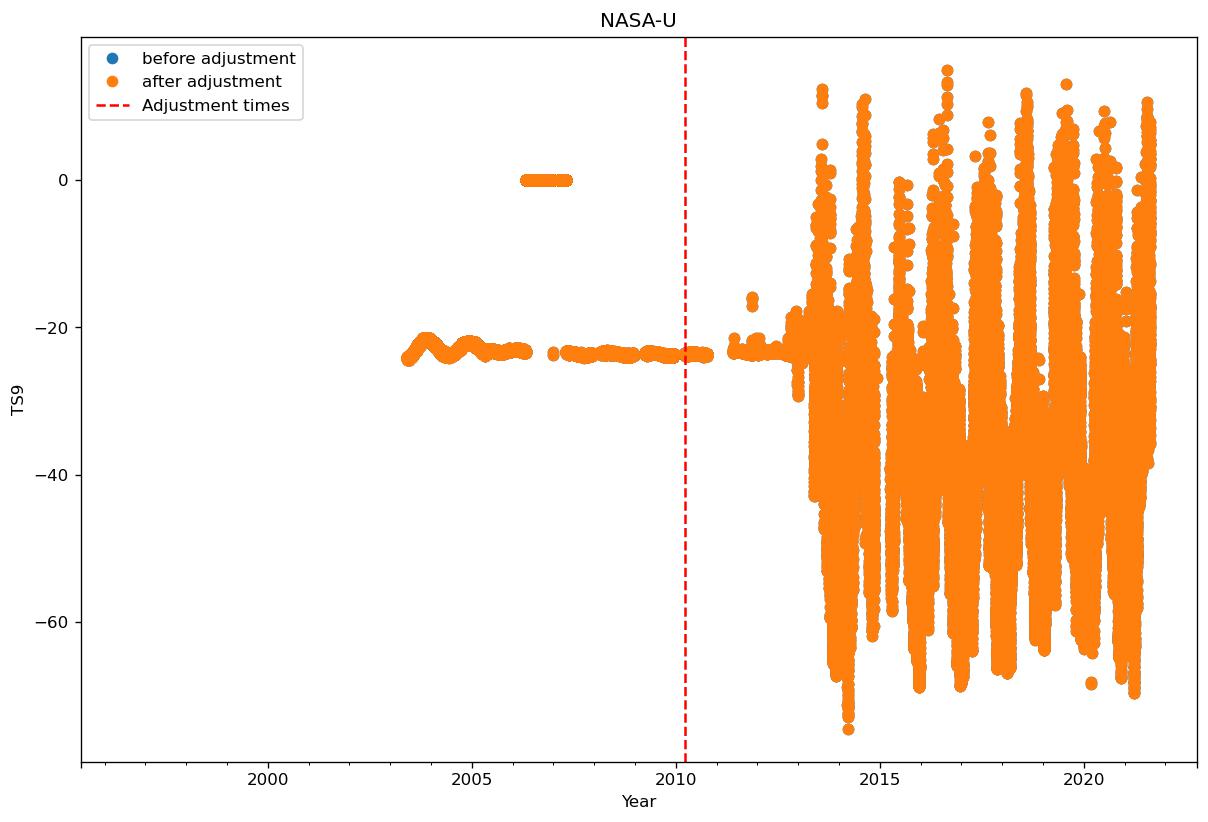 NASA-U
before adjustment
after adjustment
Adjustment times
0
−20
−40
−60
TS9
2000
2005
2010
2015
2020
Year